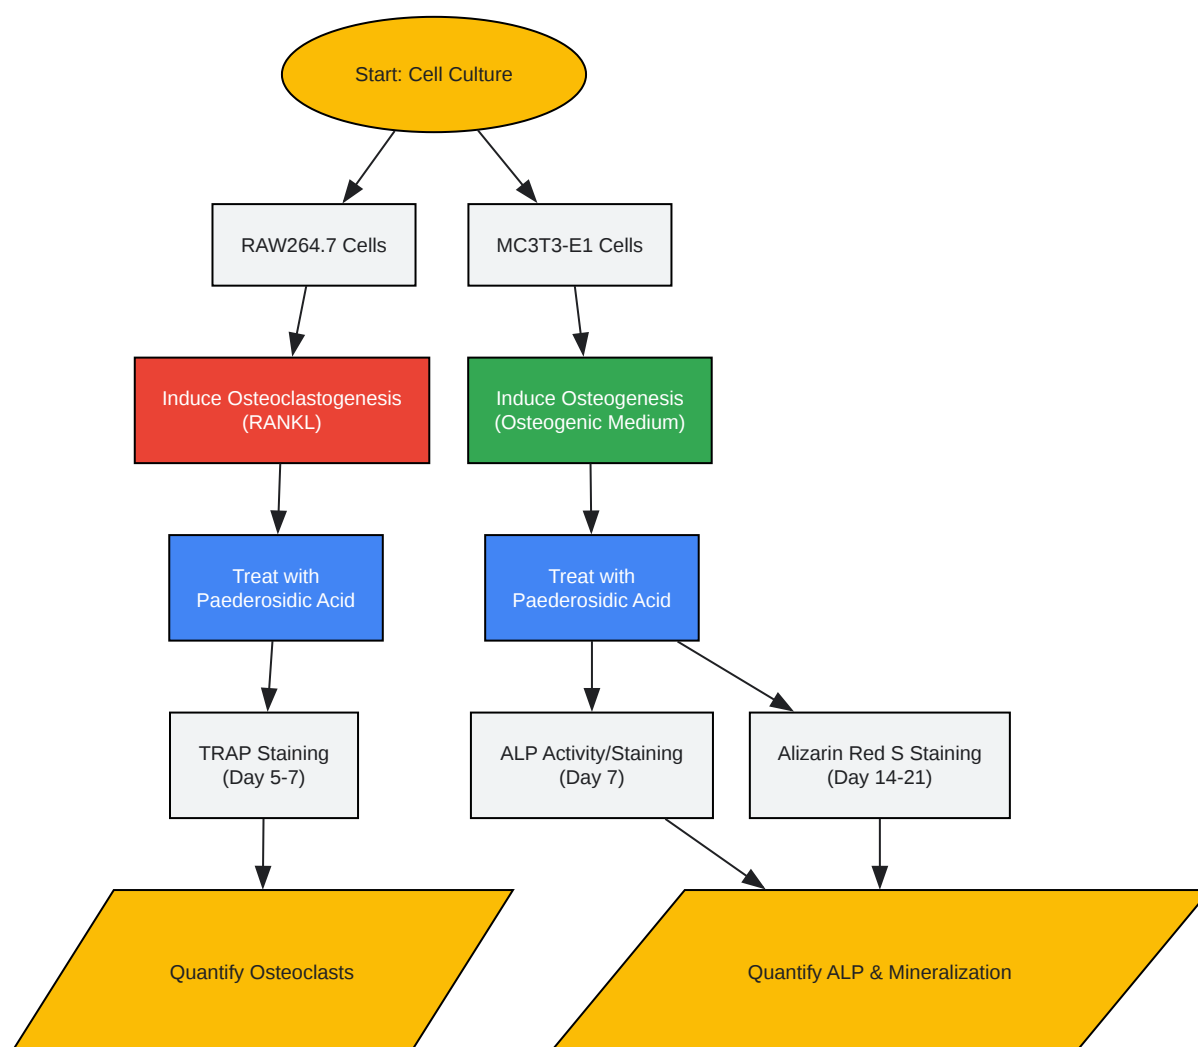 Start: Cell Culture
RAW264.7 Cells
MC3T3-E1 Cells
Induce Osteoclastogenesis
(RANKL)
Induce Osteogenesis
(Osteogenic Medium)
Treat with
Paederosidic Acid
Treat with
Paederosidic Acid
TRAP Staining
(Day 5-7)
ALP Activity/Staining
(Day 7)
Alizarin Red S Staining
(Day 14-21)
Quantify Osteoclasts
Quantify ALP & Mineralization